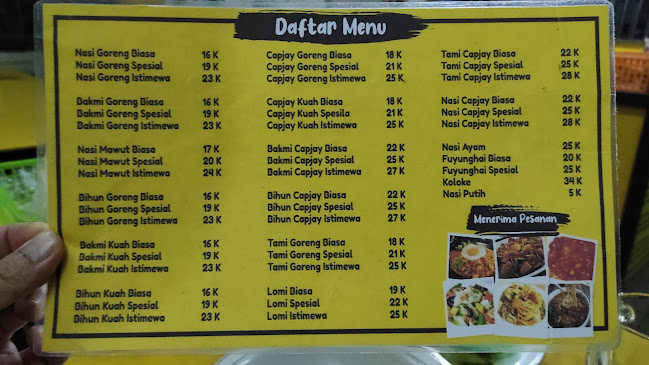 Daftar Menu
Nasi Goreng Biasa 16 K
Nasi Goreng Spesial 19 K
Nasi Goreng Istimewa 23 K
Bakmi Goreng Biasa 16 K
Bakmi Goreng Spesial 19 K
Bakmi Goreng Istimewa 23 K
Nasi Mawut Biasa 17 K
Nasi Mawut Spesial 20 K
Nasi Mawut Istimewa 24 K
Bihun Goreng Biasa 16 K
Bihun Goreng Spesial 19 K
Bihun Goreng Istimewa 23 K
Bakmi Kuah Biasa 16 K
Bakmi Kuah Spesial 19 K
Bakmi Kuah Istimewa 23 K
Bihun Kuah Biasa 16 K
Bihun Kuah Spesial 19 K
Bihun Kuah Istimewa 23 K
Capjay Goreng Biasa 18 K
Capjay Goreng Spesial 21 K
Capjay Goreng Istimewa 25 K
Capjay Kuah Biasa 18 K
Capjay Kuah Spesila 21 K
Capjay Kuah Istimewa 25 K
Bakmi Capjay Biasa 22 K
Bakmi Capjay Spesial 25 K
Bakmi Capjay Istimewa 27 K
Bihun Capjay Biasa 22 K
Bihun Capjay Spesial 25 K
Bihun Capjay Istimewa 27 K
Tami Goreng Biasa 18 K
Tami Goreng Spesial 21 K
Tami Goreng Istimewa 25 K
Lomi Biasa 19 K
Lomi Spesial 22 K
Lomi Istimewa 25 K
Tami Capjay Biasa 22 K
Tami Capjay Spesial 25 K
Tami Capjay Istimewa 28 K
Nasi Capjay Biasa 22 K
Nasi Capjay Spesial 25 K
Nasi Capjay Istimewa 28 K
Nasi Ayam 25 K
Fuyunghai Biasa 20 K
Fuyunghai Spesial 25 K
Koloke 34 K
Nasi Putih 5 K
Menerima Pesanan